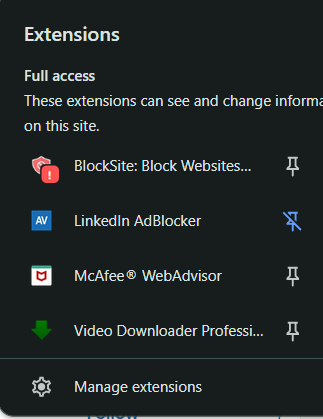 Extensions
Full access
These extensions can see and change informa
on this site.
BlockSite: Block Websites...
AV LinkedIn AdBlocker
McAfee® WebAdvisor
Video Downloader Professi...
Manage extensions